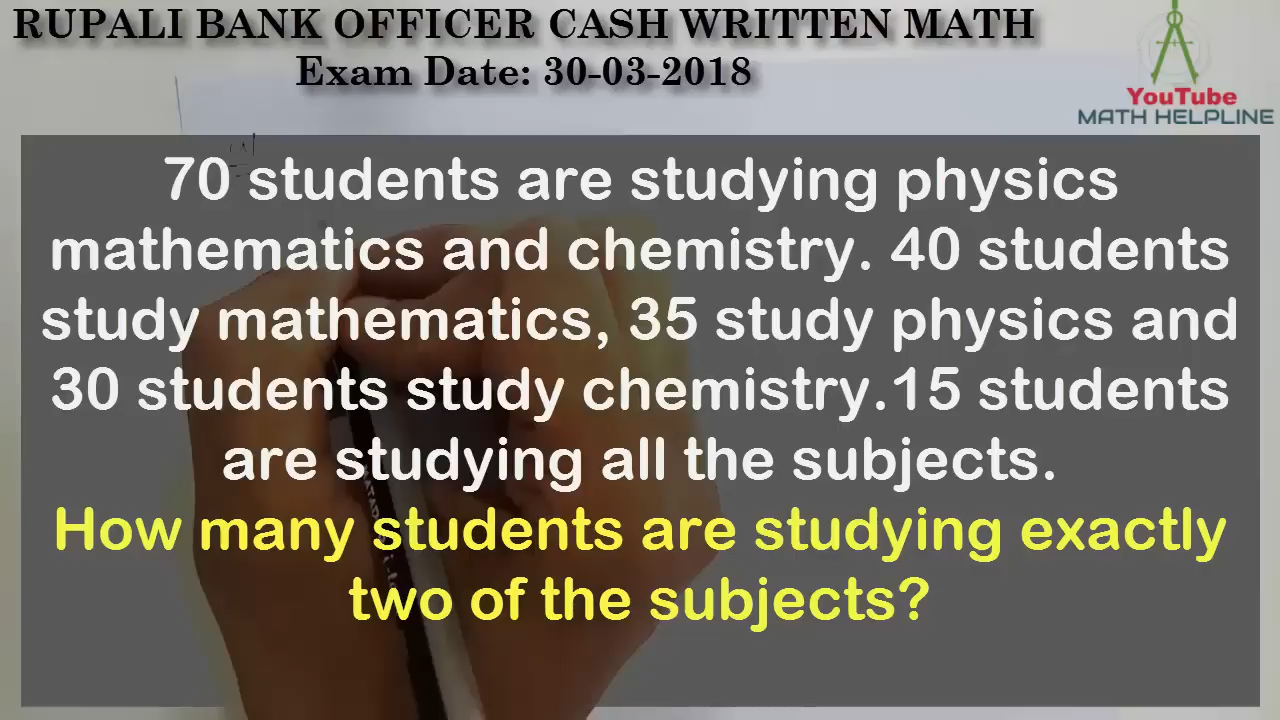 RUPALI BANK OFFICER CASH WRITTEN MATH
Exam Date: 30-03-2018
YouTube
MATH HELPLINE
70 students are studying physics
mathematics and chemistry. 40 students
study mathematics, 35 study physics and
30 students study chemistry.15 students
are studying all the subjects.
How many students are studying exactly
two of the subjects?